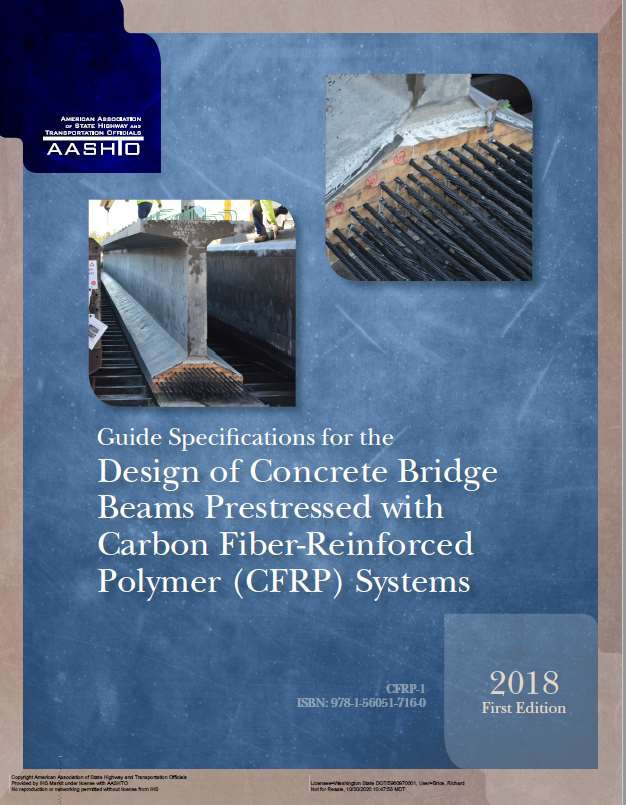 AMERICAN ASSOCIATION
OF STATE HIGHWAY AND
TRANSPORTATION OFFICIALS
AASHTO
Guide Specifications for the
Design of Concrete Bridge
Beams Prestressed with
Carbon Fiber-Reinforced
Polymer (CFRP) Systems
CFRP-1
ISBN: 978-1-56051-716-0
2018
First Edition
Copyright American Association of State Highway and Transportation Officials
Provided by IHS Markit under license with AASHTO
No reproduction or networking permitted without license from IHS
Licensee=Washington State DOT/5960970001, User=Brice, Richard
Not for Resale, 10/30/2020 10:47:58 MDT